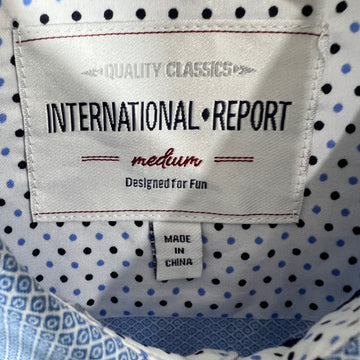 QUALITY CLASSICS
INTERNATIONAL♦REPORT
medium
Designed for Fun
MADE
IN
CHINA